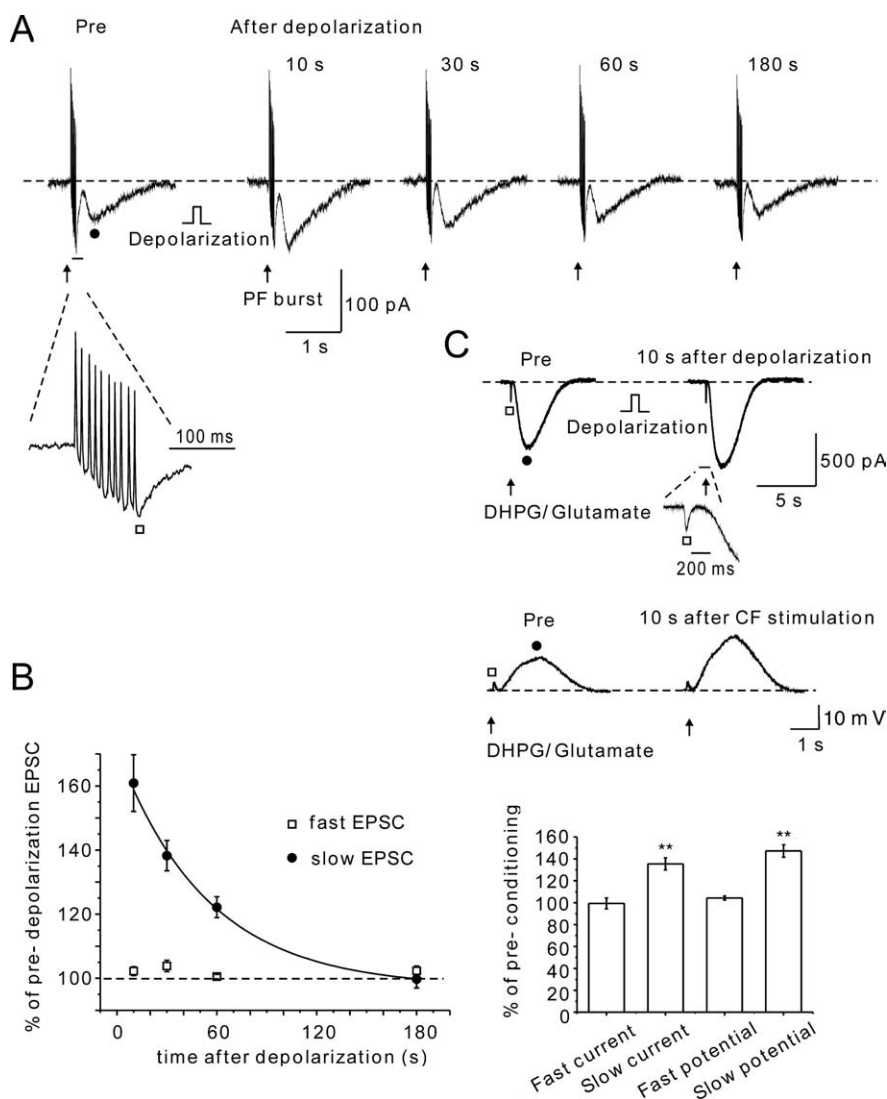 A
Pre
After depolarization
10 s
30 s
60 s
180 s
Depolarization
PF burst
100 pA
1 s
100 ms
C
Pre
10 s after depolarization
Depolarization
500 pA
5 s
DHPG/ Glutamate
200 ms
Pre
10 s after CF stimulation
10 m V
1 s
DHPG/ Glutamate
B
% of pre- depolarization EPSC
160
140
120
100
0
60
120
180
time after depolarization (s)
fast EPSC
slow EPSC
% of pre- conditioning
160
140
120
100
80
60
40
20
0
**
**
Fast current
Slow current
Fast potential
Slow potential